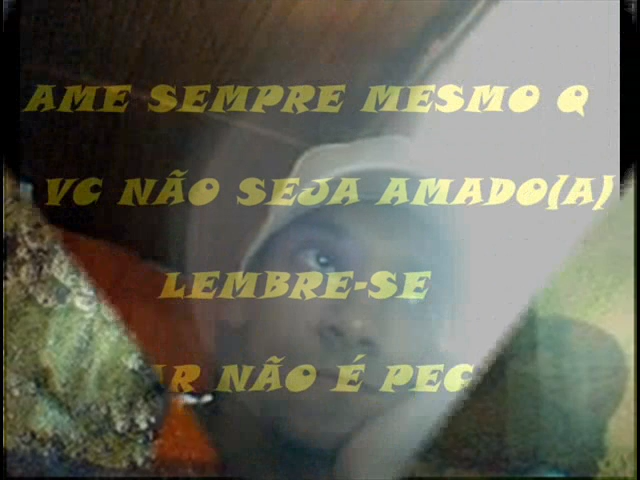 AME SEMPRE MESMO Q
VC NÃO SEJA AMADO(A)
LEMBRE-SE
NÃO É